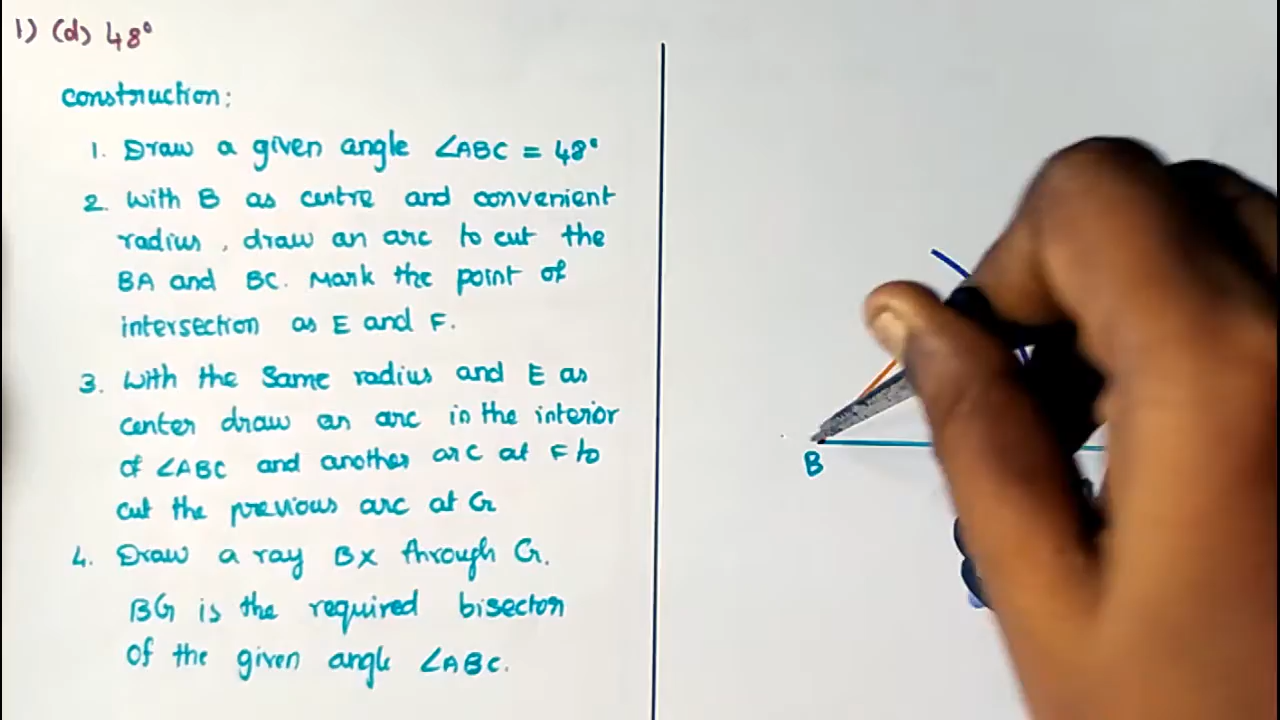 1) (d) 48°
Construction:
1. Draw a given angle ∠ABC = 48°
2. With B as centre and convenient
radius, draw an arc to cut the
BA and BC. Mark the point of
intersection as E and F.
3. With the same radius and E as
center draw an arc in the interior
of ∠ABC and another arc at F to
cut the previous arc at G
4. Draw a ray BX through G.
BG is the required bisector
of the given angle ∠ABC.
B